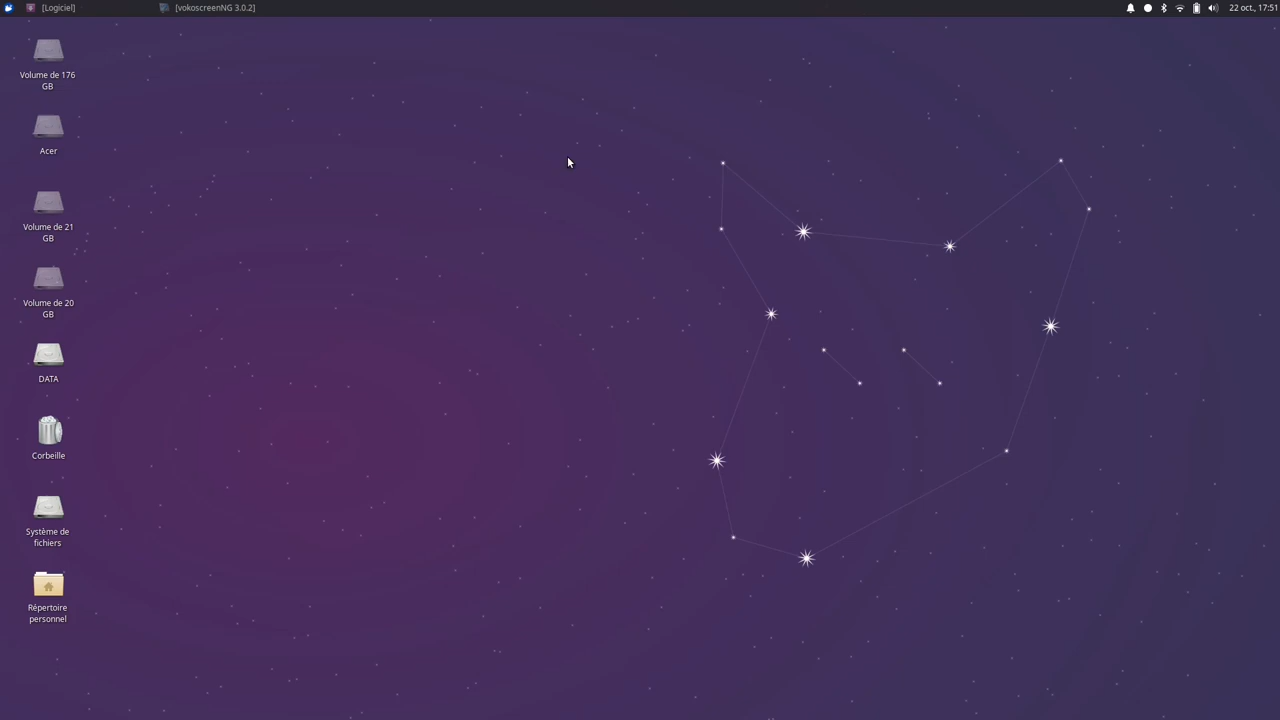 [Logiciel]
[vokoscreenNG 3.0.2]
22 oct., 17:51
Volume de 176
GB
Acer
Volume de 21
GB
Volume de 20
GB
DATA
Corbeille
Système de
fichiers
Répertoire
personnel